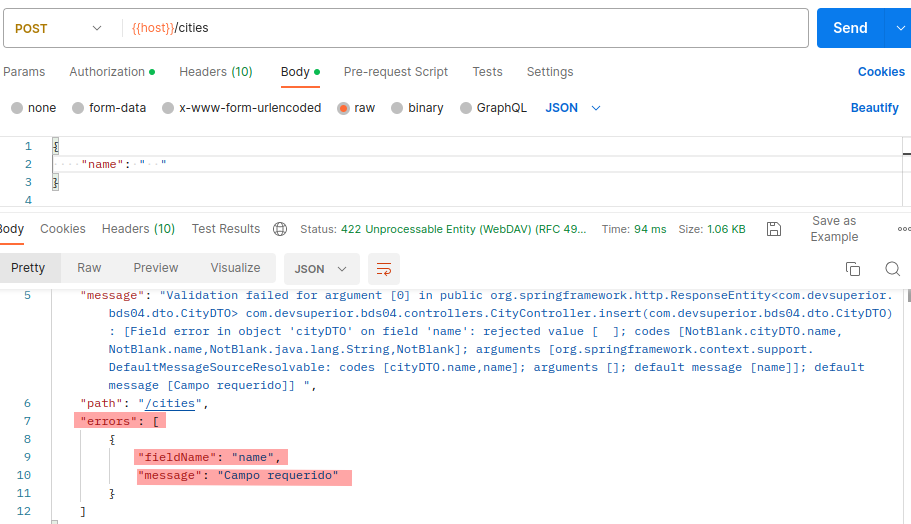 POST {{host}}/cities Send
Params Authorization Headers (10) Body Pre-request Script Tests Settings Cookies
none form-data x-www-form-urlencoded raw binary GraphQL JSON Beautify
1 {
2 "name": " "
3 }
4
Body Cookies Headers (10) Test Results Status: 422 Unprocessable Entity (WebDAV) (RFC 49... Time: 94 ms Size: 1.06 KB Save as Example
Pretty Raw Preview Visualize JSON
5 "message": "Validation failed for argument [0] in public org.springframework.http.ResponseEntity<com.devsuperior.
bds04.dto.CityDTO> com.devsuperior.bds04.controllers.CityController.insert(com.devsuperior.bds04.dto.CityDTO)
: [Field error in object 'cityDTO' on field 'name': rejected value [  ]; codes [NotBlank.cityDTO.name,
NotBlank.name,NotBlank.java.lang.String,NotBlank]; arguments [org.springframework.context.support.
DefaultMessageSourceResolvable: codes [cityDTO.name,name]; arguments []; default message [name]]; default
message [Campo requerido]] ",
6 "path": "/cities",
7 "errors": [
8 {
9 "fieldName": "name",
10 "message": "Campo requerido"
11 }
12 ]